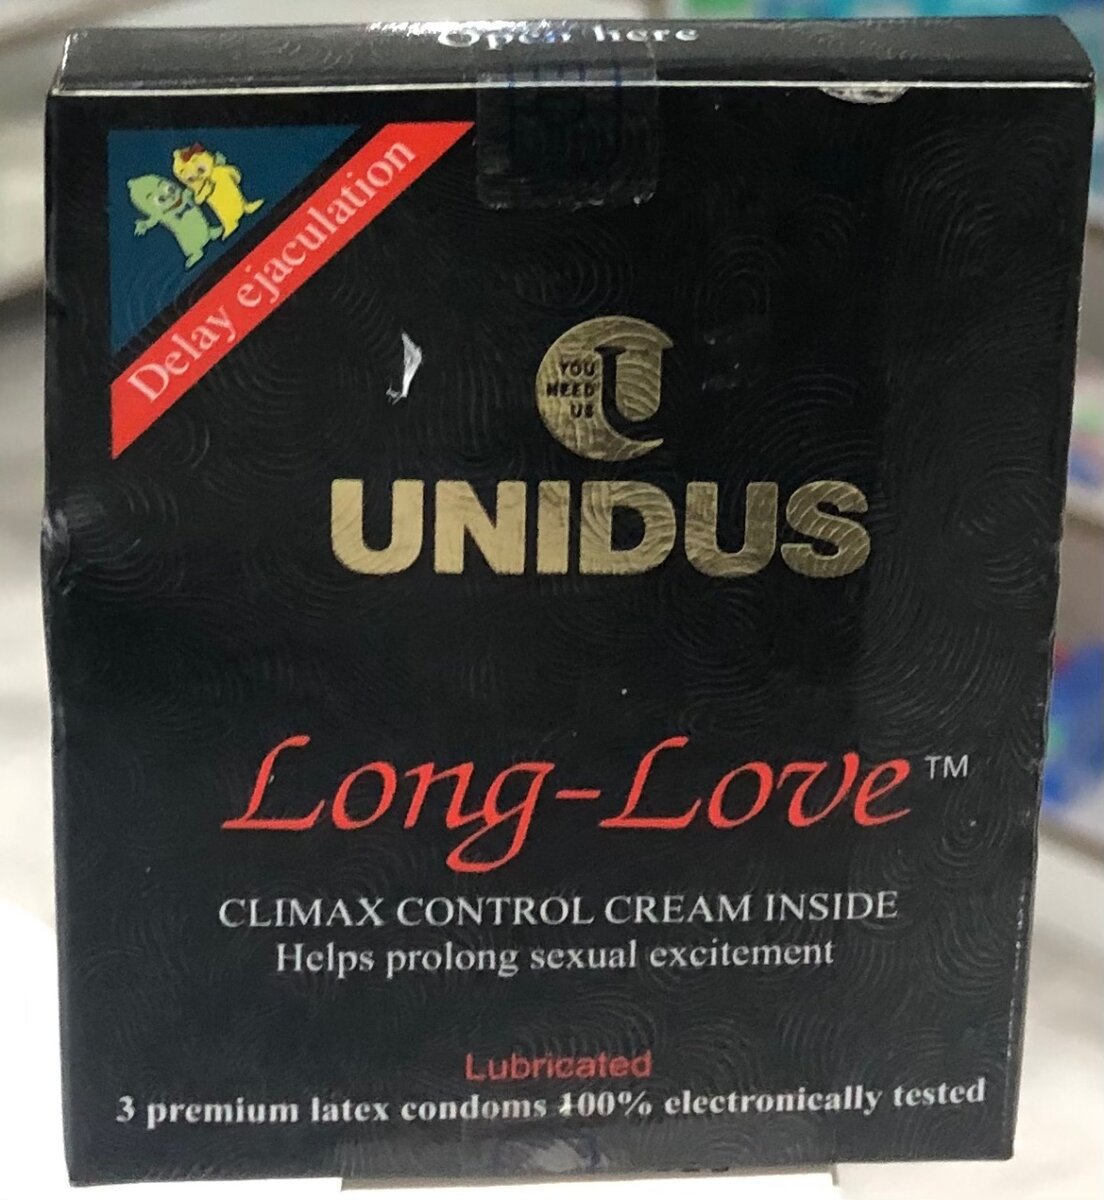 Open here
Delay ejaculation
YOU
NEED
US
UNIDUS
Long-Love™
CLIMAX CONTROL CREAM INSIDE
Helps prolong sexual excitement
Lubricated
3 premium latex condoms 100% electronically tested